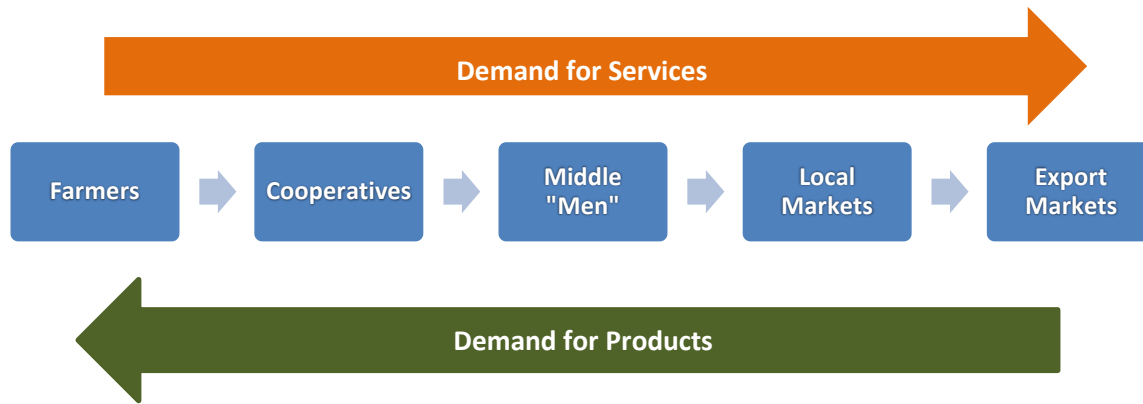 Demand for Services
Farmers
Cooperatives
Middle
"Men"
Local
Markets
Export
Markets
Demand for Products